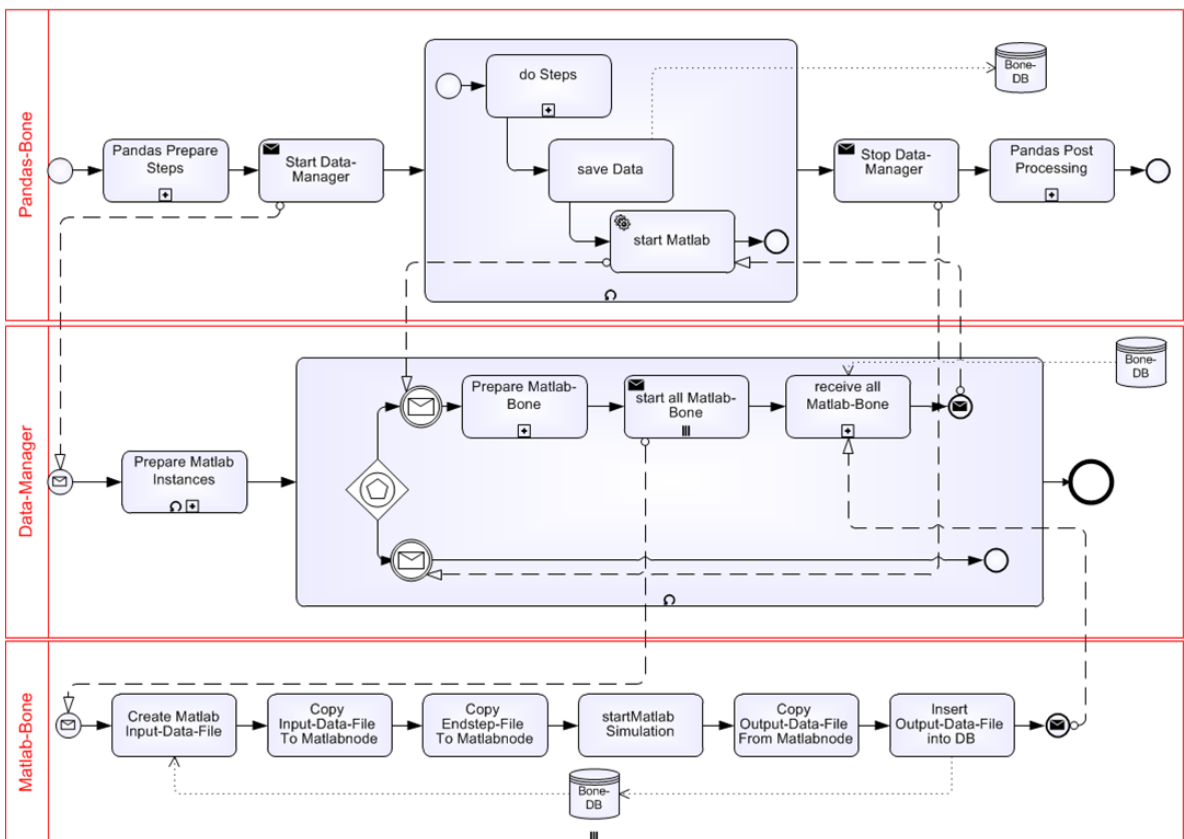 Pandas-Bone
Pandas Prepare
Steps
Start Data-
Manager
do Steps
save Data
start Matlab
Bone-
DB
Stop Data-
Manager
Pandas Post
Processing
Data-Manager
Prepare Matlab
Instances
Prepare Matlab-
Bone
start all Matlab-
Bone
receive all
Matlab-Bone
Bone-
DB
Matlab-Bone
Create Matlab
Input-Data-File
Copy
Input-Data-File
To Matlabnode
Copy
Endstep-File
To Matlabnode
startMatlab
Simulation
Copy
Output-Data-File
From Matlabnode
Insert
Output-Data-File
into DB
Bone-
DB